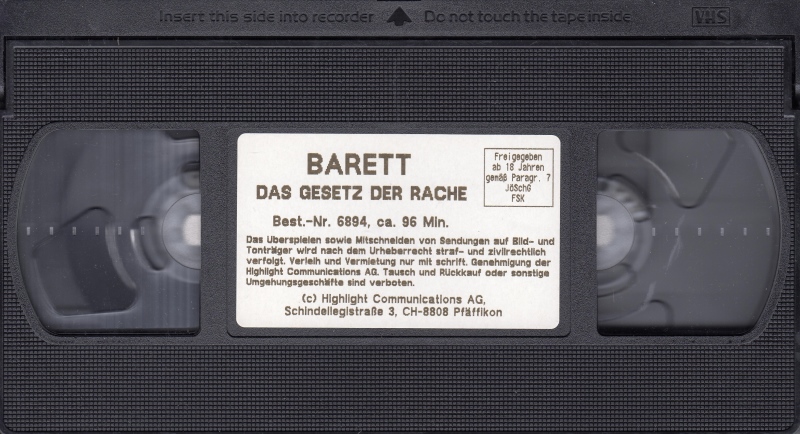 Insert this side into recorder Do not touch the tape inside VHS
BARETT
DAS GESETZ DER RACHE
Freigegeben
ab 18 Jahren
gemäß Paragr. 7
JöSchG
FSK
Best.-Nr. 6894, ca. 96 Min.
Das Überspielen sowie Mitschneiden von Sendungen auf Bild- und
Tonträger wird nach dem Urheberrecht straf- und zivilrechtlich
verfolgt. Verleih und Vermietung nur mit schrift. Genehmigung der
Highlight Communications AG. Tausch und Rückkauf oder sonstige
Umgehungsgeschäfte sind verboten.
(c) Highlight Communications AG,
Schindellegistraße 3, CH-8808 Pfäffikon